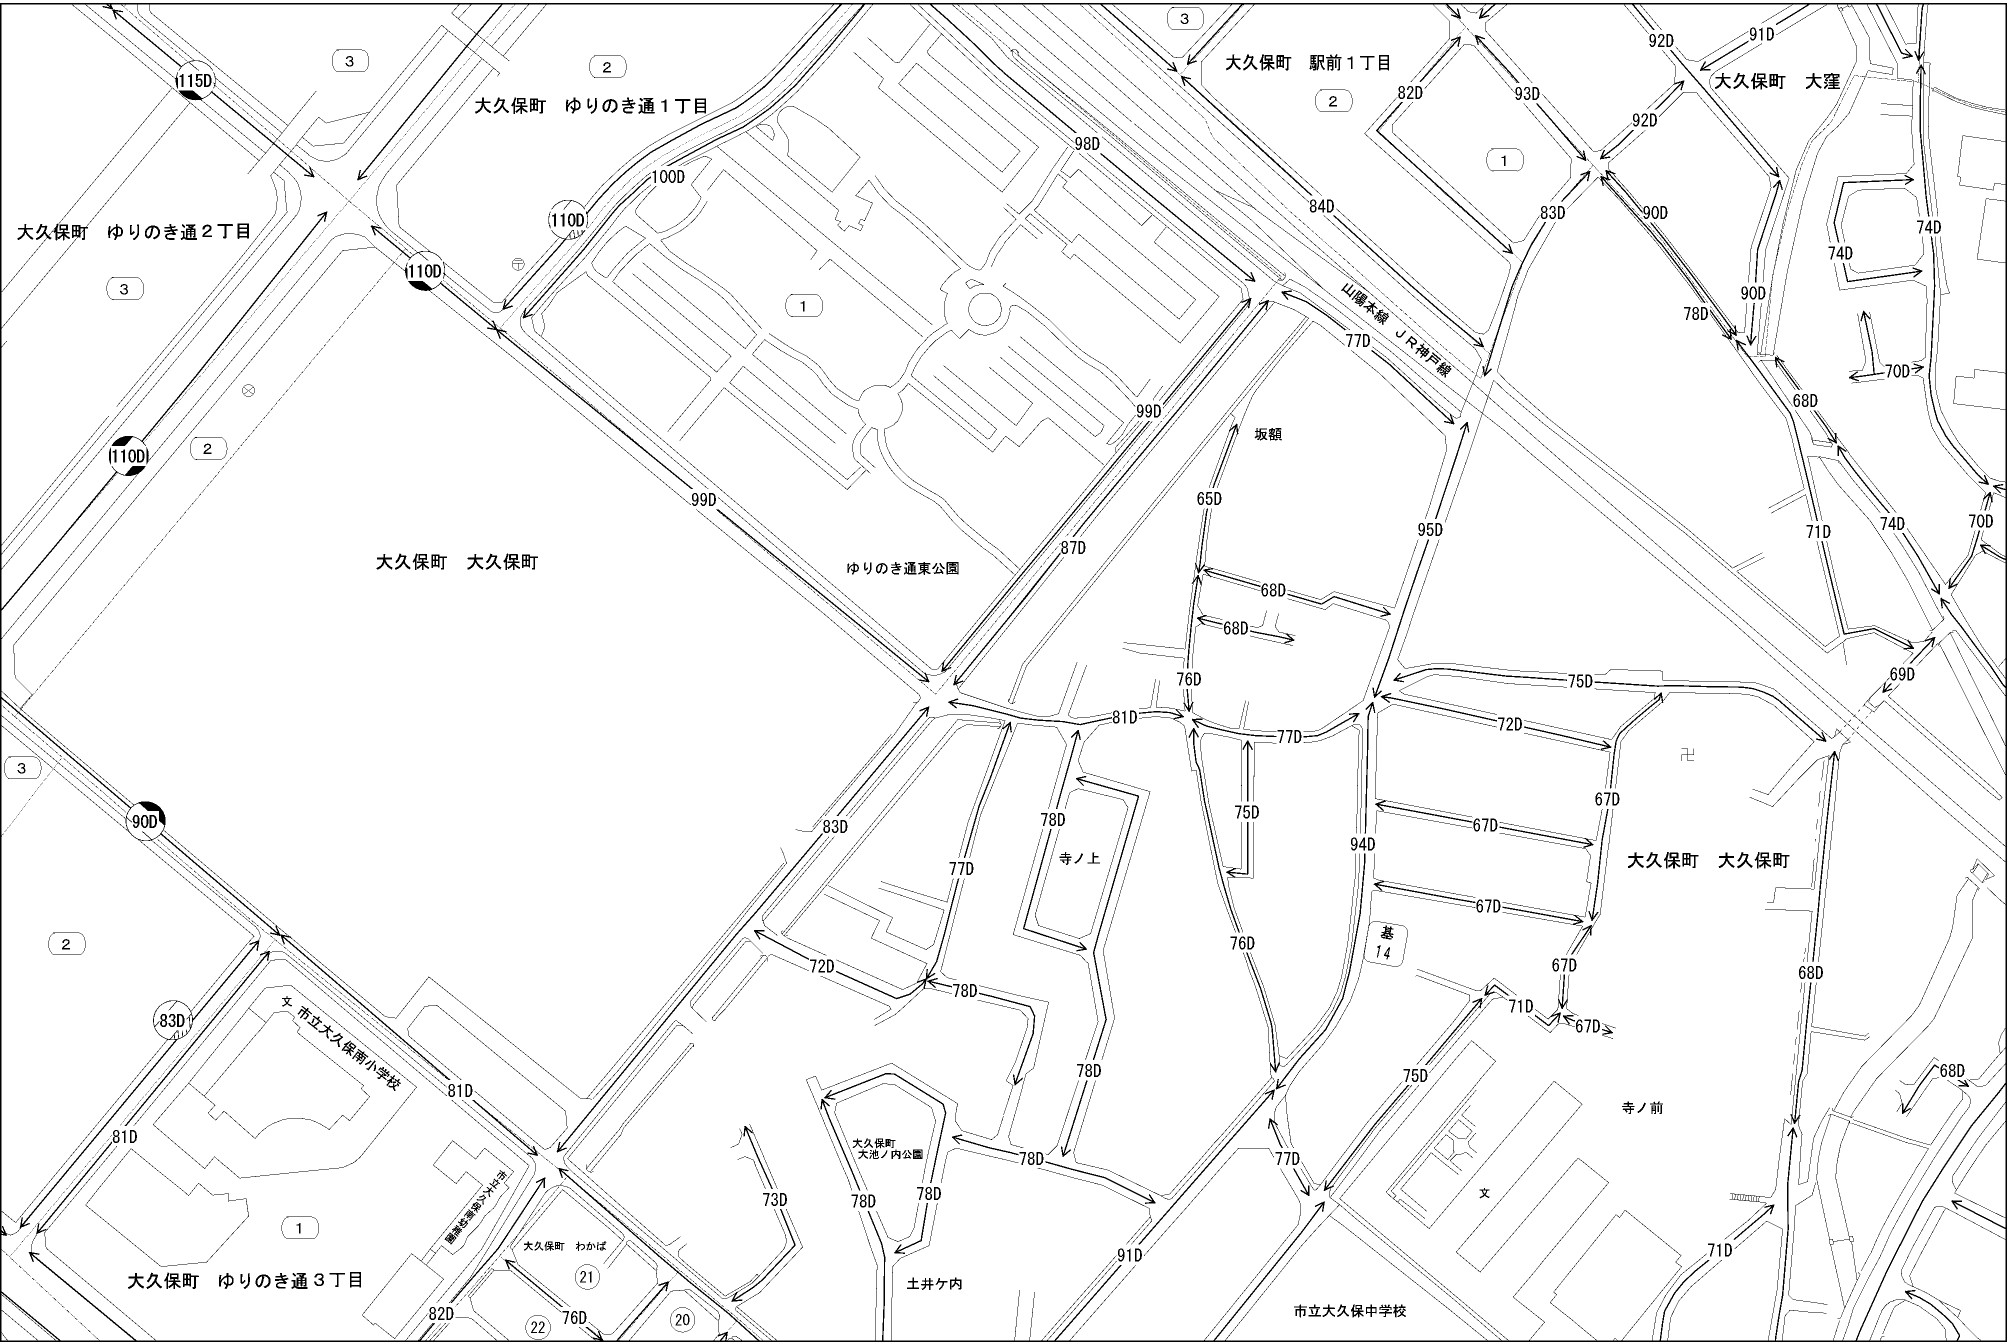 3
91D
92D
3
2
115D
大久保町　駅前１丁目
大久保町　大窪
大久保町　ゆりのき通１丁目
82D
93D
2
92D
98D
1
100D
84D
83D
90D
110D
74D
大久保町　ゆりのき通２丁目
74D
110D
3
1
90D
山陽本線　ＪＲ神戸線
78D
77D
70D
68D
99D
坂額
2
110D
99D
65D
74D
70D
95D
71D
87D
大久保町　大久保町
ゆりのき通東公園
68D
68D
76D
75D
69D
81D
72D
77D
3
90D
83D
78D
75D
67D
67D
94D
寺ノ上
大久保町　大久保町
77D
67D
基
14
2
76D
72D
67D
68D
78D
文
市立大久保南小学校
83D
71D
67D
78D
75D
68D
81D
寺ノ前
81D
大久保町
大池ノ内公園
78D
77D
市立大久保南幼稚園
73D
78D
78D
文
1
大久保町　わかば
91D
71D
大久保町　ゆりのき通３丁目
21
土井ケ内
82D
76D
市立大久保中学校
22
20